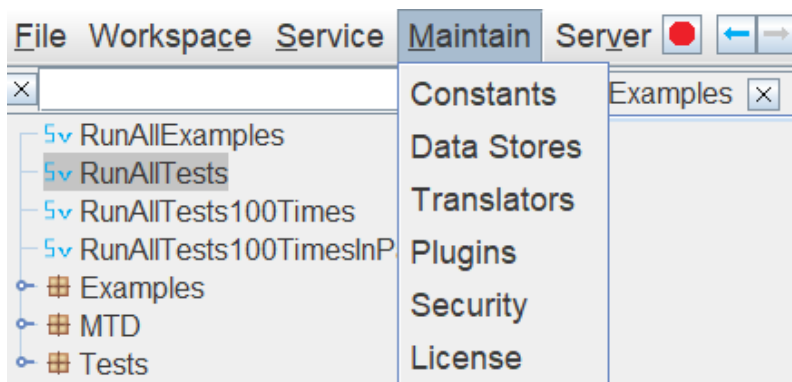 File Workspace Service Maintain Server
Constants
Examples
Data Stores
Translators
Plugins
Security
License
RunAllExamples
RunAllTests
RunAllTests100Times
RunAllTests100TimesInP
Examples
MTD
Tests